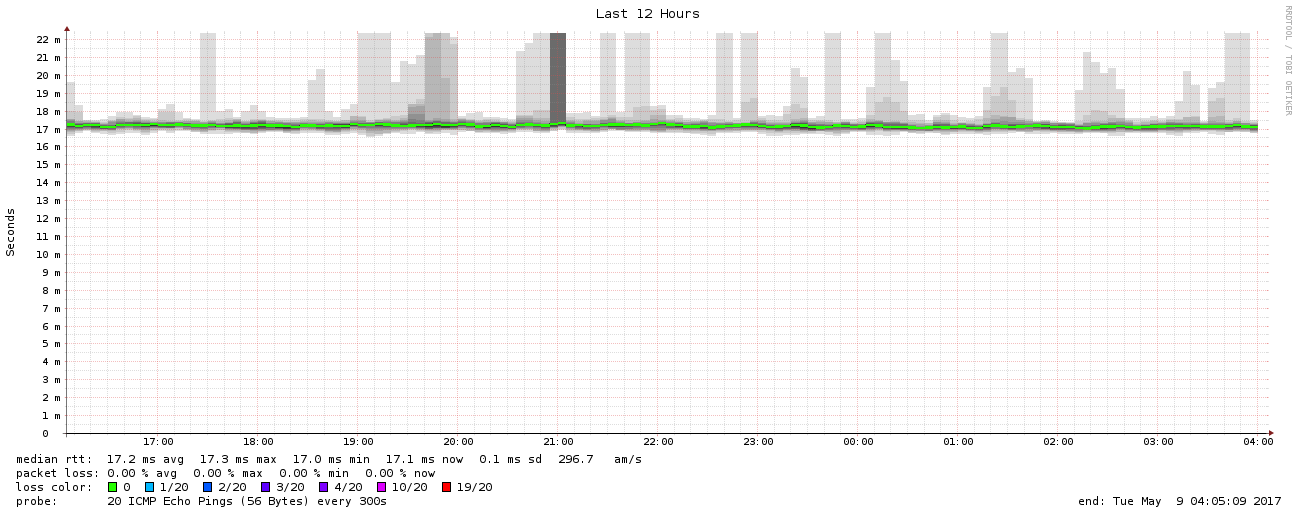 Last 12 Hours
RRDTOOL / TOBI OETIKER
Seconds
22 m
21 m
20 m
19 m
18 m
17 m
16 m
15 m
14 m
13 m
12 m
11 m
10 m
9 m
8 m
7 m
6 m
5 m
4 m
3 m
2 m
1 m
0
17:00 18:00 19:00 20:00 21:00 22:00 23:00 00:00 01:00 02:00 03:00 04:00
median rtt: 17.2 ms avg 17.3 ms max 17.0 ms min 17.1 ms now 0.1 ms sd 296.7 am/s
packet loss: 0.00 % avg 0.00 % max 0.00 % min 0.00 % now
loss color: 0 1/20 2/20 3/20 4/20 10/20 19/20
probe: 20 ICMP Echo Pings (56 Bytes) every 300s end: Tue May 9 04:05:09 2017